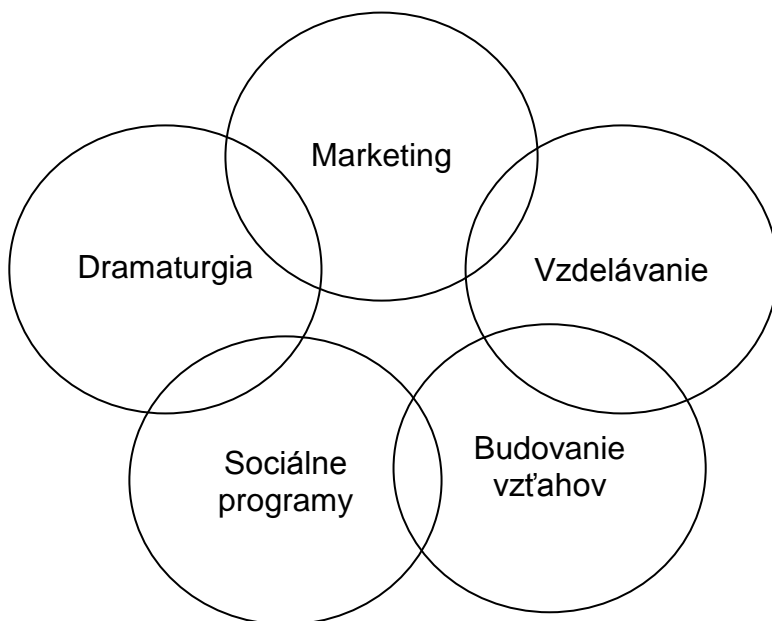 Marketing
Dramaturgia
Vzdelávanie
Sociálne
programy
Budovanie
vzťahov